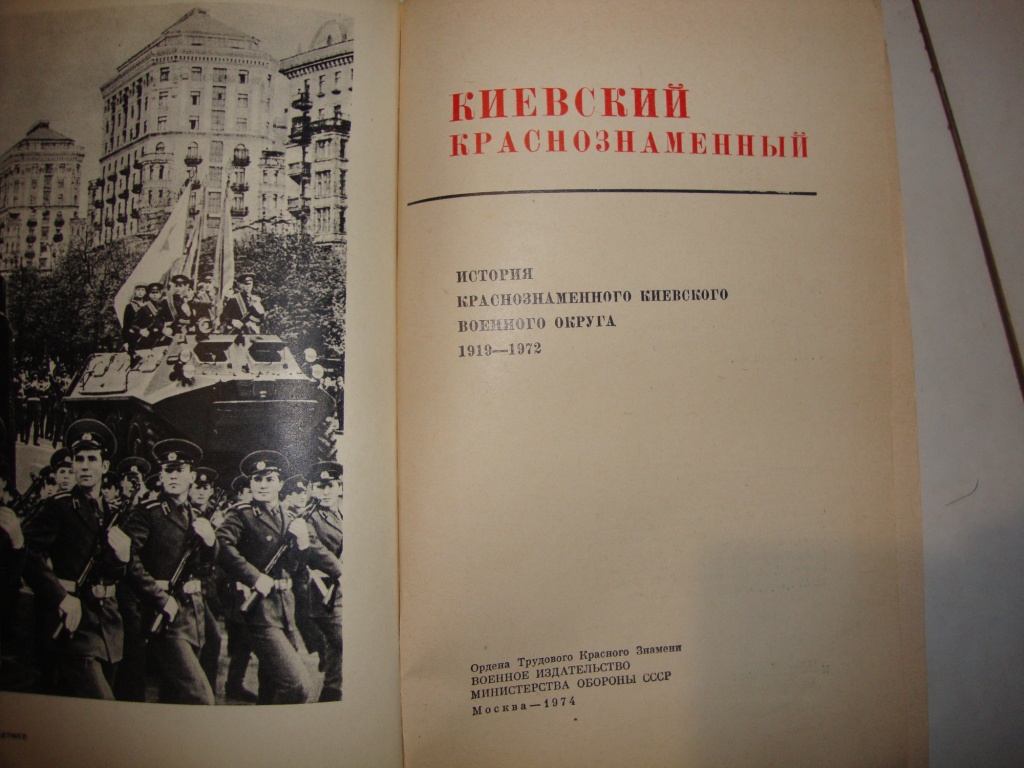 КИЕВСКИЙ
КРАСНОЗНАМЕННЫЙ
ИСТОРИЯ
КРАСНОЗНАМЕННОГО КИЕВСКОГО
ВОЕННОГО ОКРУГА
1919—1972
Ордена Трудового Красного Знамени
ВОЕННОЕ ИЗДАТЕЛЬСТВО
МИНИСТЕРСТВА ОБОРОНЫ СССР
Москва—1974